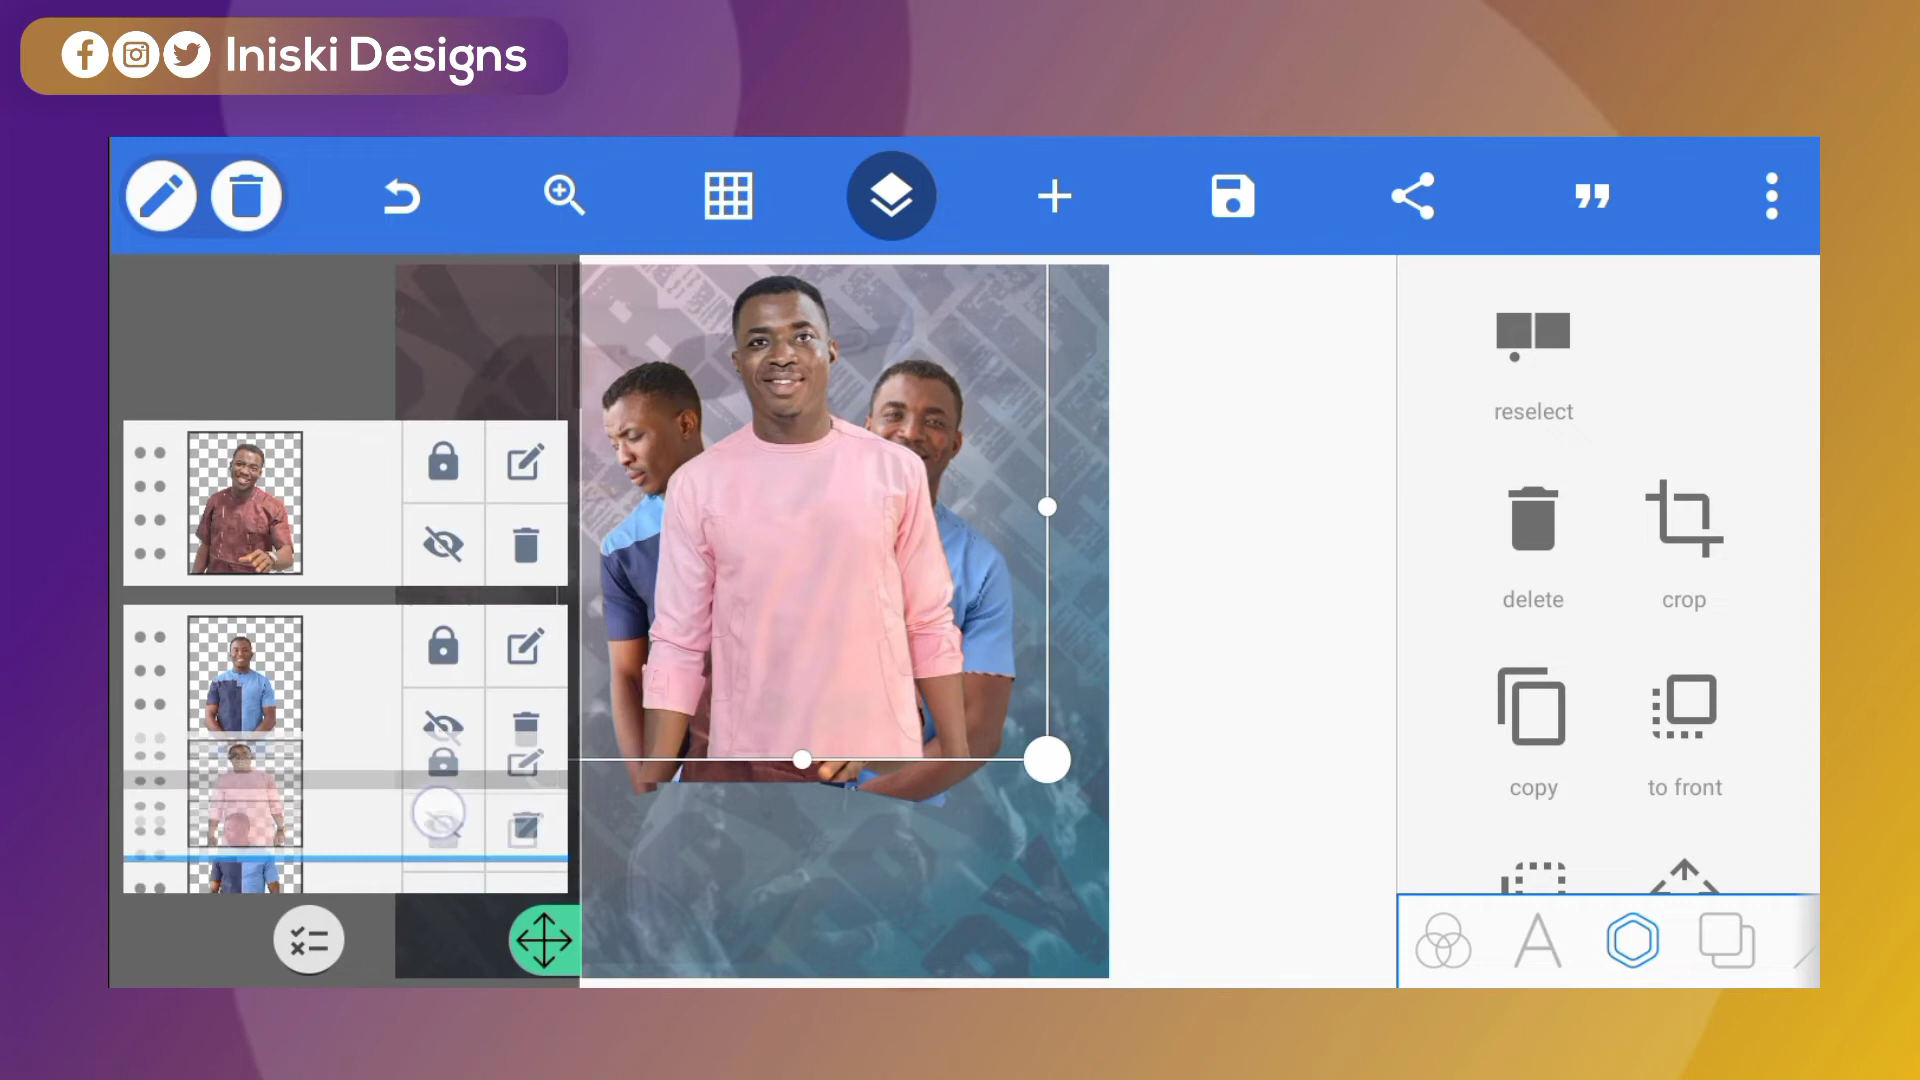 Iniski Designs
reselect
delete
crop
copy
to front